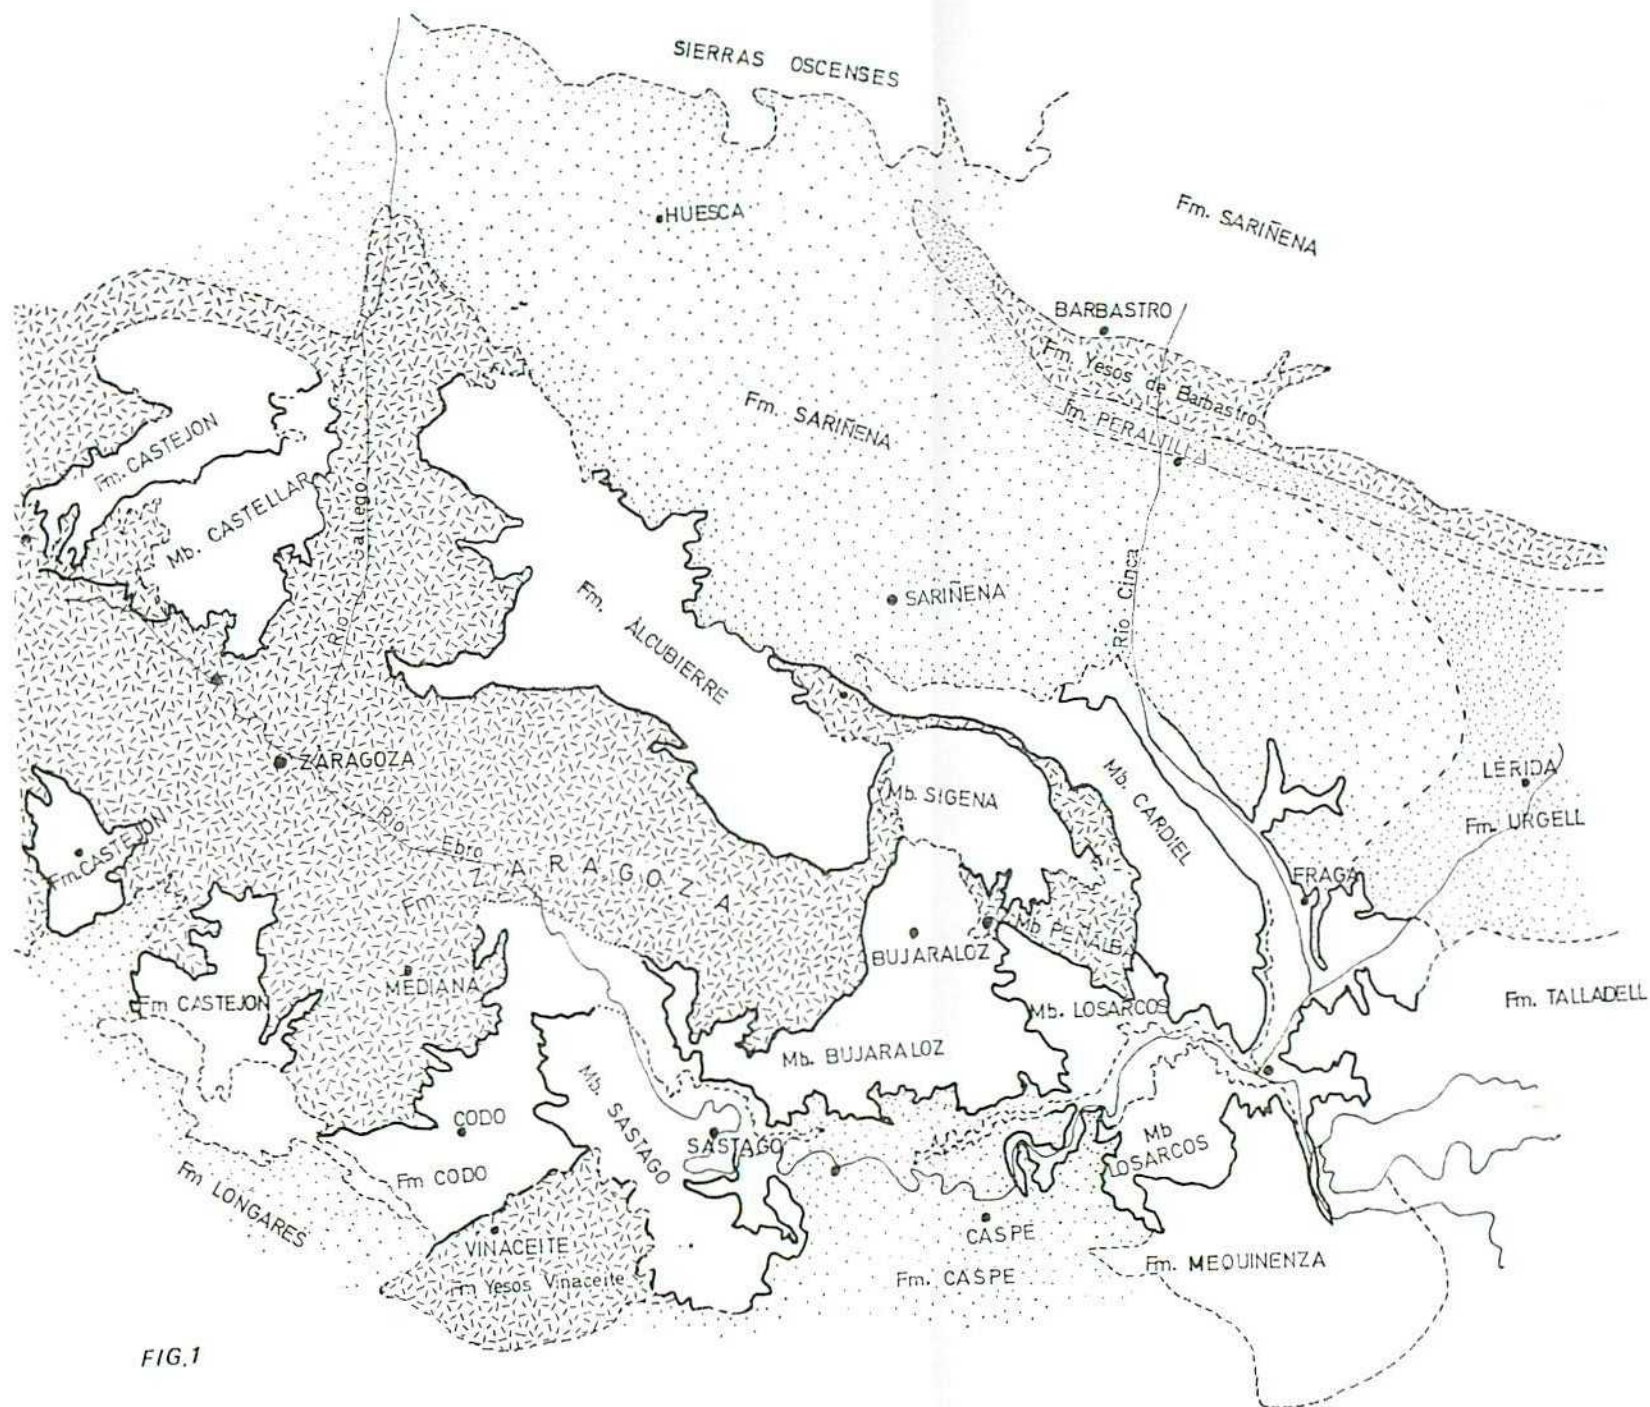 SIERRAS OSCENSES
HUESCA
Fm. SARIÑENA
BARBASTRO
Fm. Yesos de Barbastro
Fm. SARIÑENA
Fm. PERALTILLA
Fm. CASTEJON
Mb. CASTELLAR
Río Gallego
Fm. ALCUBIERRE
SARIÑENA
Río Cinca
ZARAGOZA
Río Ebro
Fm. ZARAGOZA
Mb. SIGENA
Mb. CARDIEL
LERIDA
Fm. URGELL
Fm. CASTEJON
FRAGA
Mb. PEÑALBA
BUJARALOZ
MEDIANA
Fm CASTEJON
Mb. LOSARCOS
Fm. TALLADELL
Mb. BUJARALOZ
Mb. SASTAGO
CODO
SASTAGO
Mb LOSARCOS
Fm CODO
Fm LONGARES
CASPE
VINACEITE
Fm. MEQUINENZA
Fm Yesos Vinaceite
Fm. CASPE
FIG.1